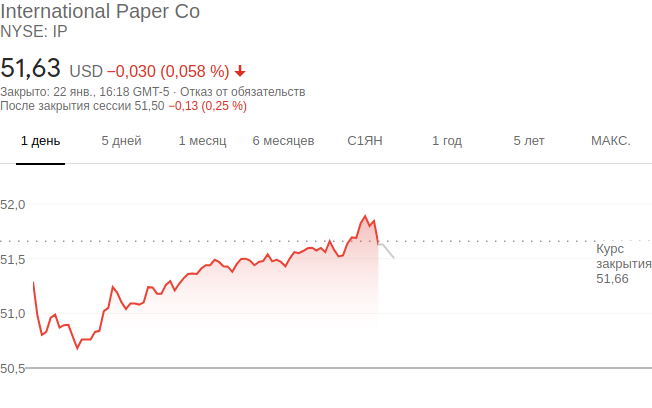 International Paper Co
NYSE: IP
51,63 USD −0,030 (0,058 %)
Закрыто: 22 янв., 16:18 GMT-5 · Отказ от обязательств
После закрытия сессии 51,50 −0,13 (0,25 %)
1 день 5 дней 1 месяц 6 месяцев С1ЯН 1 год 5 лет МАКС.
52,0
51,5
51,0
50,5
Курс
закрытия
51,66